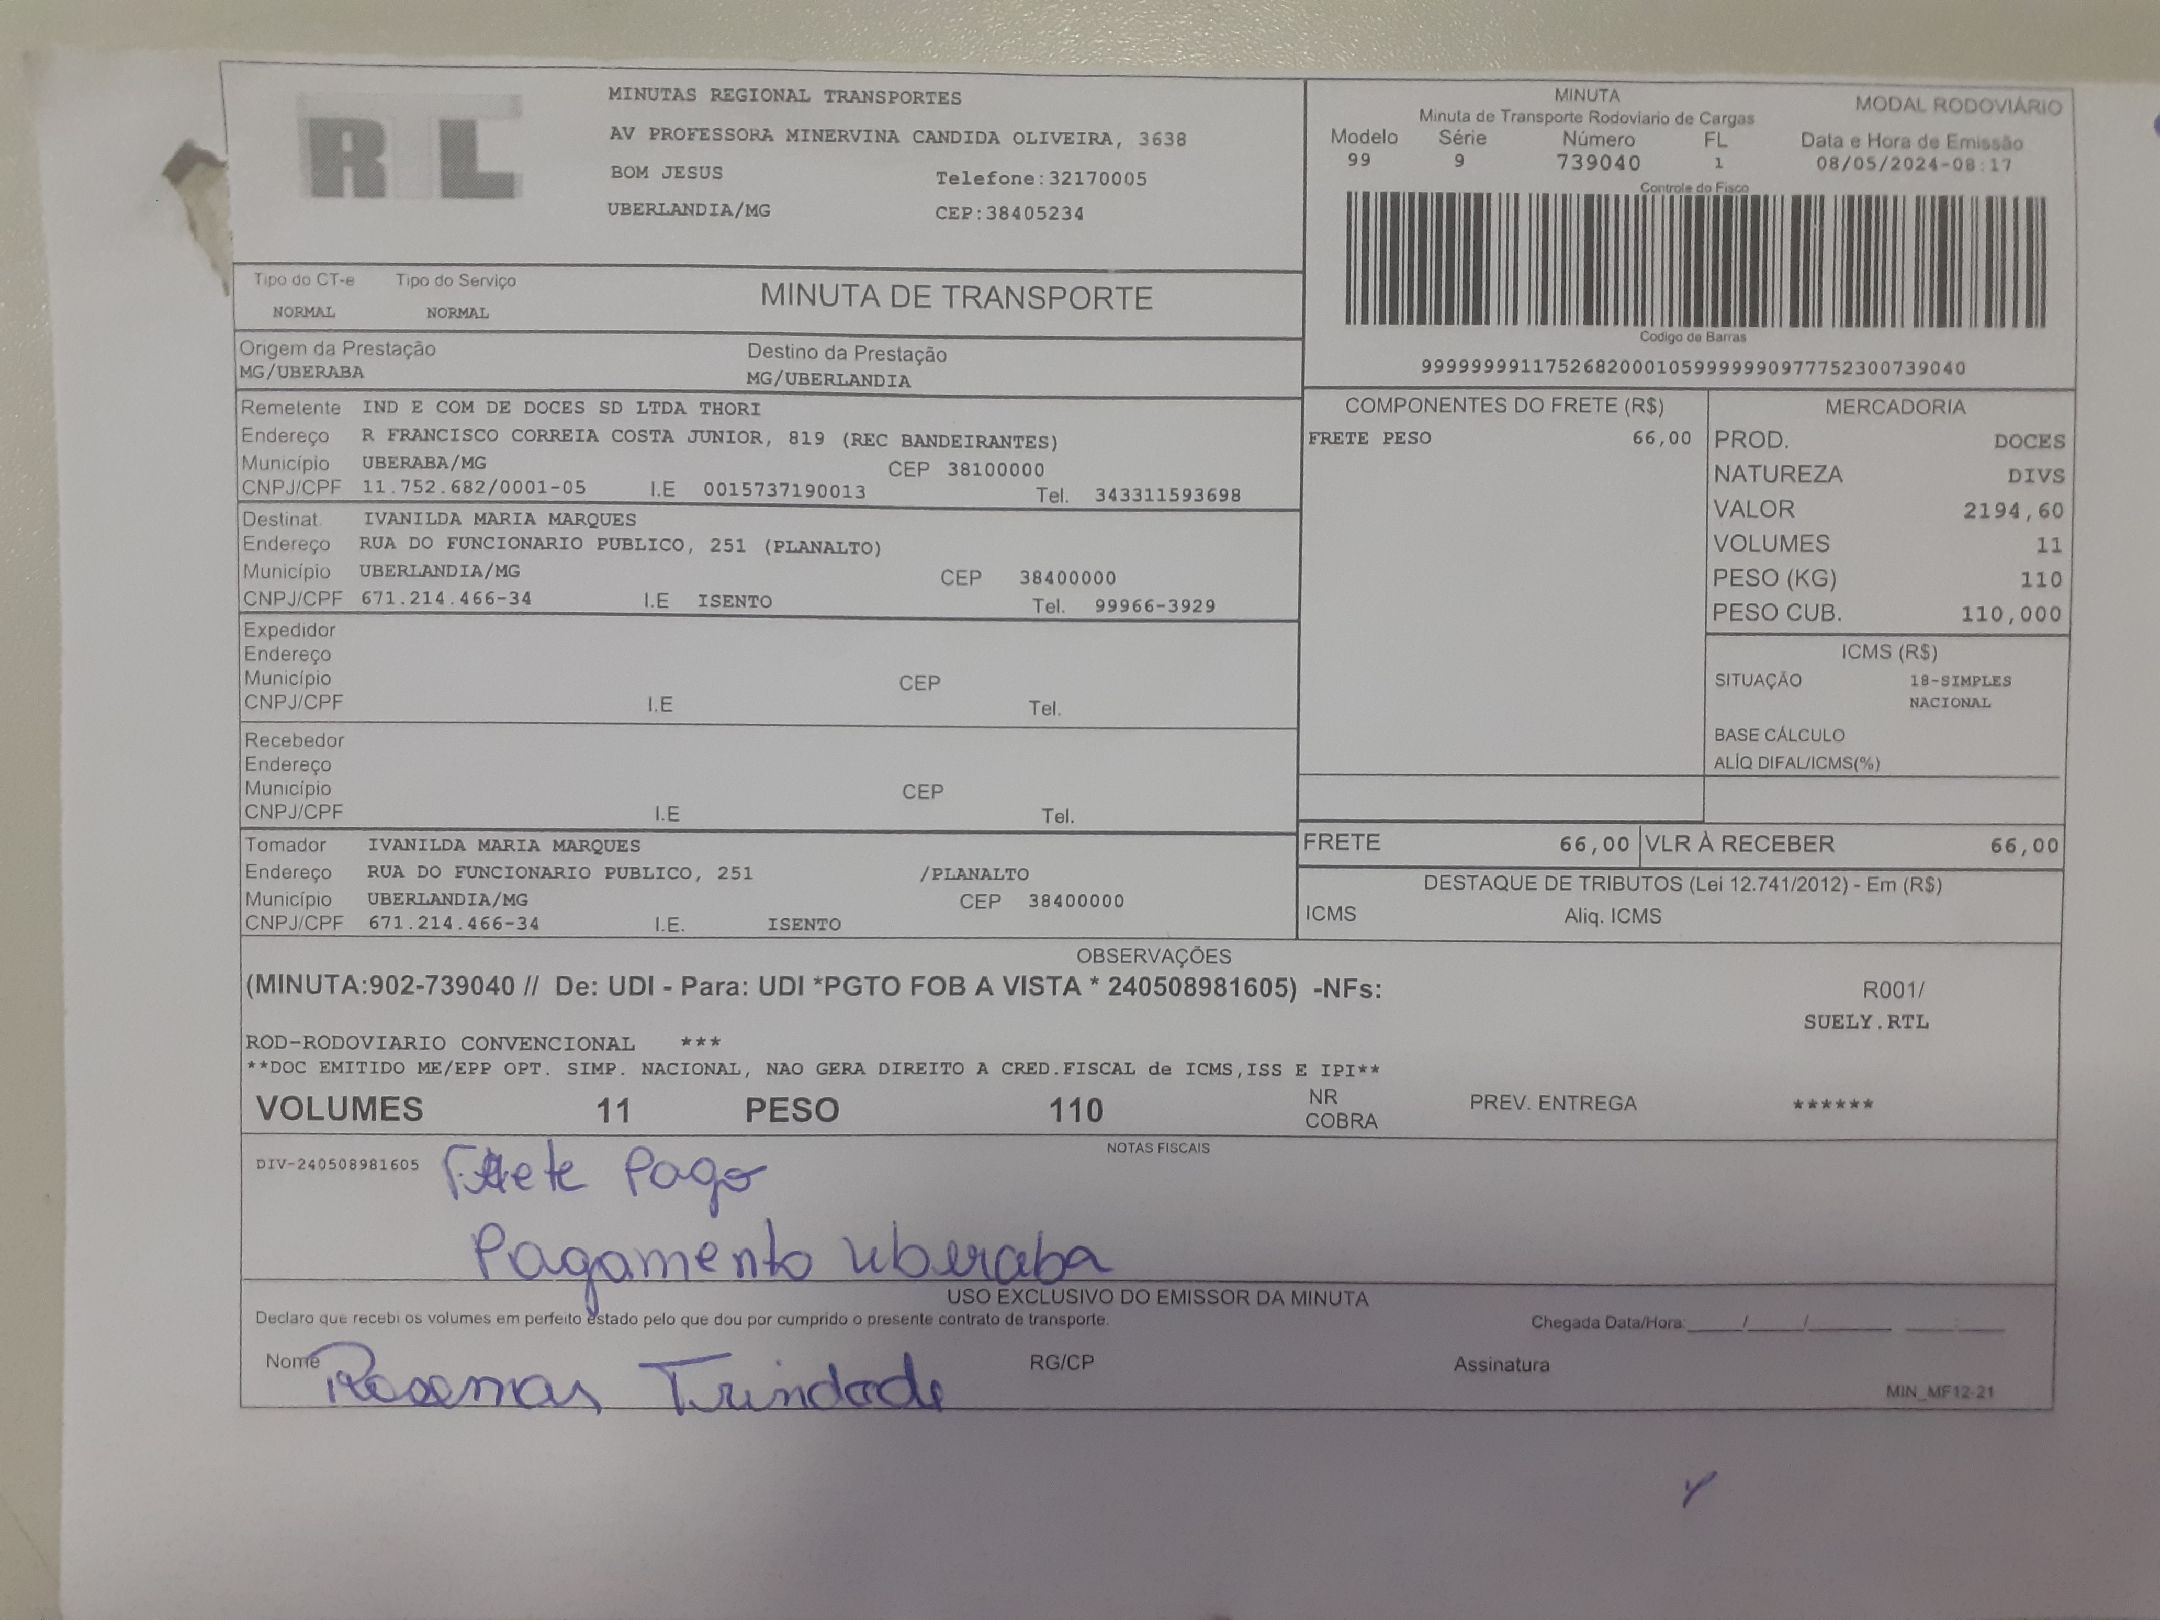 RTL
MINUTAS REGIONAL TRANSPORTES
AV PROFESSORA MINERVINA CANDIDA OLIVEIRA, 3638
BOM JESUS Telefone:32170005
UBERLANDIA/MG CEP:38405234
MINUTA MODAL RODOVIÁRIO
Minuta de Transporte Rodoviario de Cargas
Modelo Série Número FL Data e Hora de Emissão
99 9 739040 1 08/05/2024-08:17
Controle do Fisco
Codigo de Barras
99999999117526820001059999999097775230073­9040
Tipo do CT-e Tipo do Serviço
NORMAL NORMAL
MINUTA DE TRANSPORTE
Origem da Prestação Destino da Prestação
MG/UBERABA MG/UBERLANDIA
Remetente IND E COM DE DOCES SD LTDA THORI
Endereço R FRANCISCO CORREIA COSTA JUNIOR, 819 (REC BANDEIRANTES)
Município UBERABA/MG CEP 38100000
CNPJ/CPF 11.752.682/0001-05 I.E 0015737190013 Tel. 343311593698
Destinat. IVANILDA MARIA MARQUES
Endereço RUA DO FUNCIONARIO PUBLICO, 251 (PLANALTO)
Município UBERLANDIA/MG CEP 38400000
CNPJ/CPF 671.214.466-34 I.E ISENTO Tel. 99966-3929
Expedidor
Endereço
Município CEP
CNPJ/CPF I.E Tel.
Recebedor
Endereço
Município CEP
CNPJ/CPF I.E Tel.
Tomador IVANILDA MARIA MARQUES
Endereço RUA DO FUNCIONARIO PUBLICO, 251 /PLANALTO
Município UBERLANDIA/MG CEP 38400000
CNPJ/CPF 671.214.466-34 I.E. ISENTO
COMPONENTES DO FRETE (R$)
FRETE PESO 66,00
MERCADORIA
PROD. DOCES
NATUREZA DIVS
VALOR 2194,60
VOLUMES 11
PESO (KG) 110
PESO CUB. 110,000
ICMS (R$)
SITUAÇÃO 18-SIMPLES
NACIONAL
BASE CÁLCULO
ALÍQ DIFAL/ICMS(%)
FRETE 66,00 VLR À RECEBER 66,00
DESTAQUE DE TRIBUTOS (Lei 12.741/2012) - Em (R$)
ICMS Aliq. ICMS
OBSERVAÇÕES
(MINUTA:902-739040 // De: UDI - Para: UDI *PGTO FOB A VISTA * 240508981605) -NFs:
R001/
SUELY.RTL
ROD-RODOVIARIO CONVENCIONAL ***
**DOC EMITIDO ME/EPP OPT. SIMP. NACIONAL, NAO GERA DIREITO A CRED.FISCAL de ICMS,ISS E IPI**
VOLUMES 11 PESO 110 NR COBRA PREV. ENTREGA ******
NOTAS FISCAIS
DIV-240508981605 Frete Pago
Pagamento uberaba
USO EXCLUSIVO DO EMISSOR DA MINUTA
Declaro que recebi os volumes em perfeito estado pelo que dou por cumprido o presente contrato de transporte.
Chegada Data/Hora:____/____/______ ____:____
Nome Trindade RG/CP Assinatura
MIN_MF12-21